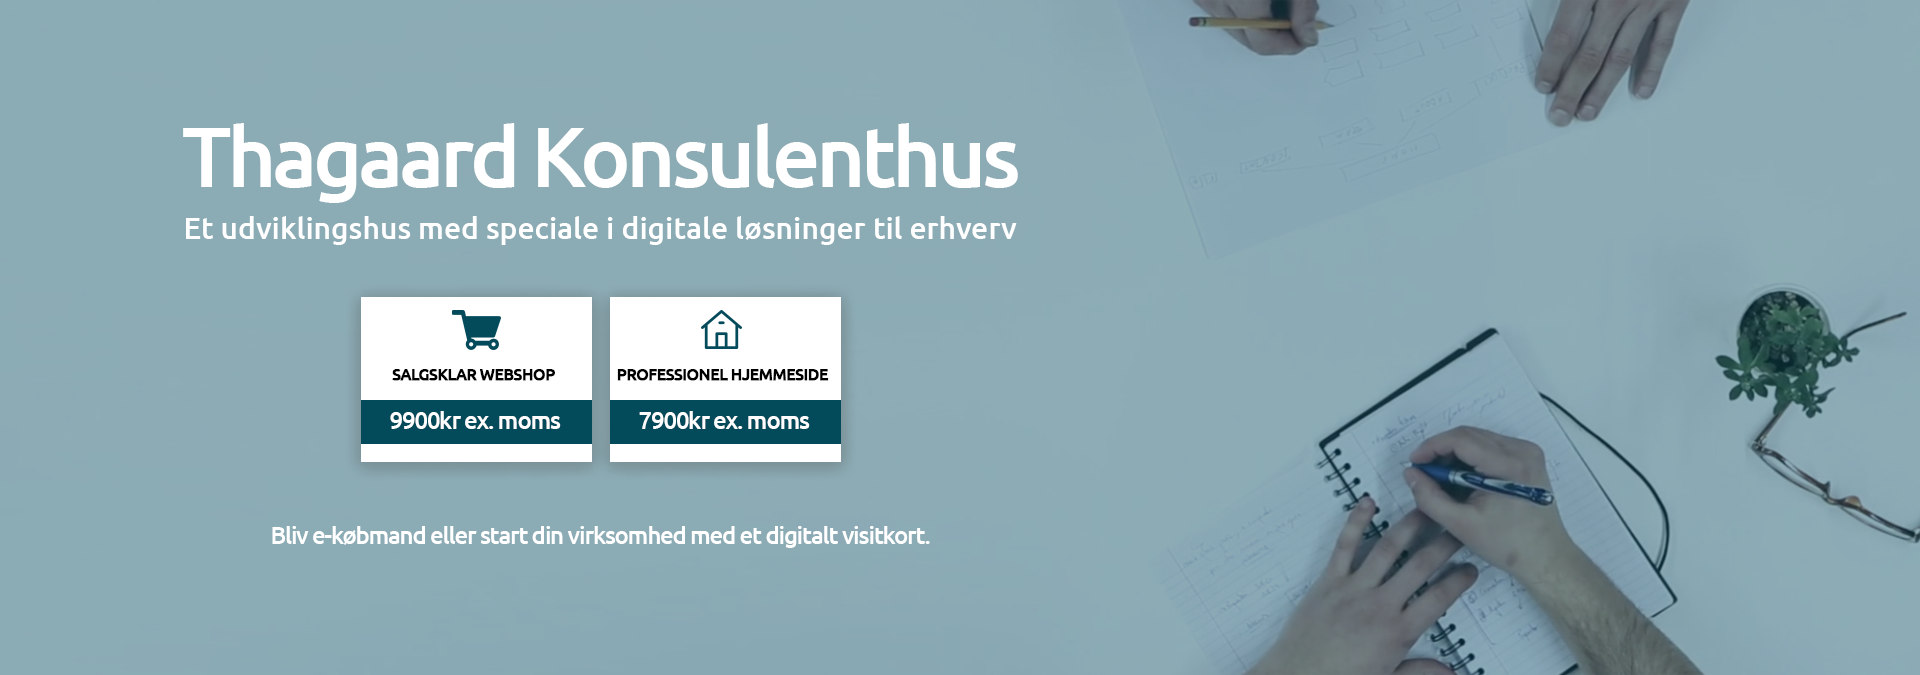 Thagaard Konsulenthus
Et udviklingshus med speciale i digitale løsninger til erhverv
SALGSKLAR WEBSHOP
9900kr ex. moms
PROFESSIONEL HJEMMESIDE
7900kr ex. moms
Bliv e-købmand eller start din virksomhed med et digitalt visitkort.